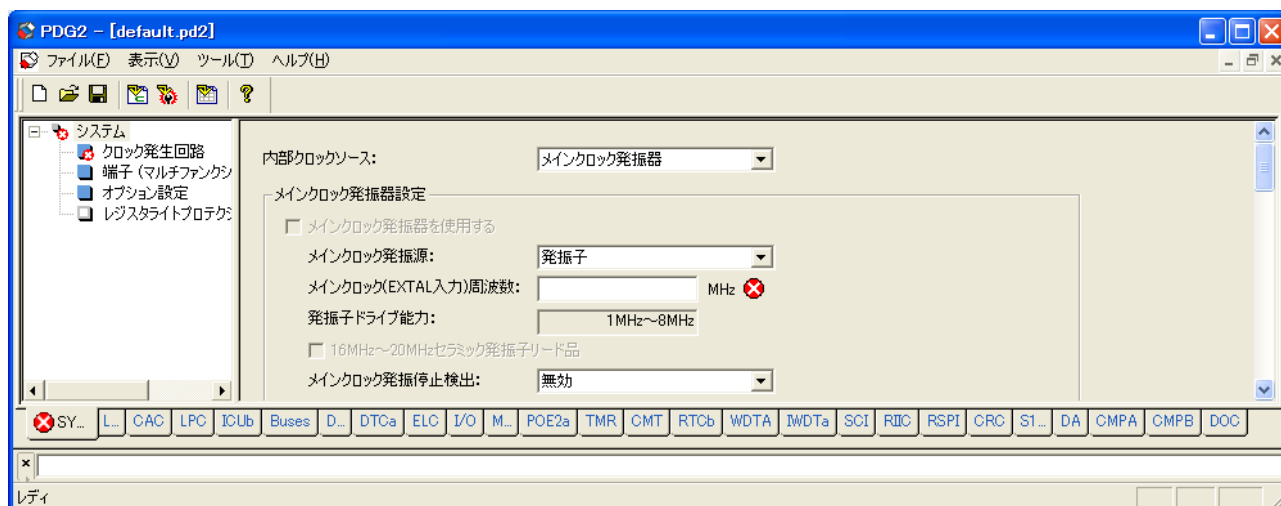 PDG2 - [default.pd2]
ファイル(F) 表示(V) ツール(T) ヘルプ(H)
システム
クロック発生回路
端子 (マルチファンクシ
オプション設定
レジスタライトプロテクシ
内部クロックソース: メインクロック発振器
メインクロック発振器設定
メインクロック発振器を使用する
メインクロック発振源: 発振子
メインクロック(EXTAL入力)周波数: MHz
発振子ドライブ能力: 1MHz～8MHz
16MHz～20MHzセラミック発振子リード品
メインクロック発振停止検出: 無効
SY... L... CAC LPC ICUb Buses D... DTCa ELC I/O M... POE2a TMR CMT RTCb WDTA IWDTa SCI RIIC RSPI CRC S1... DA CMPA CMPB DOC
レディ